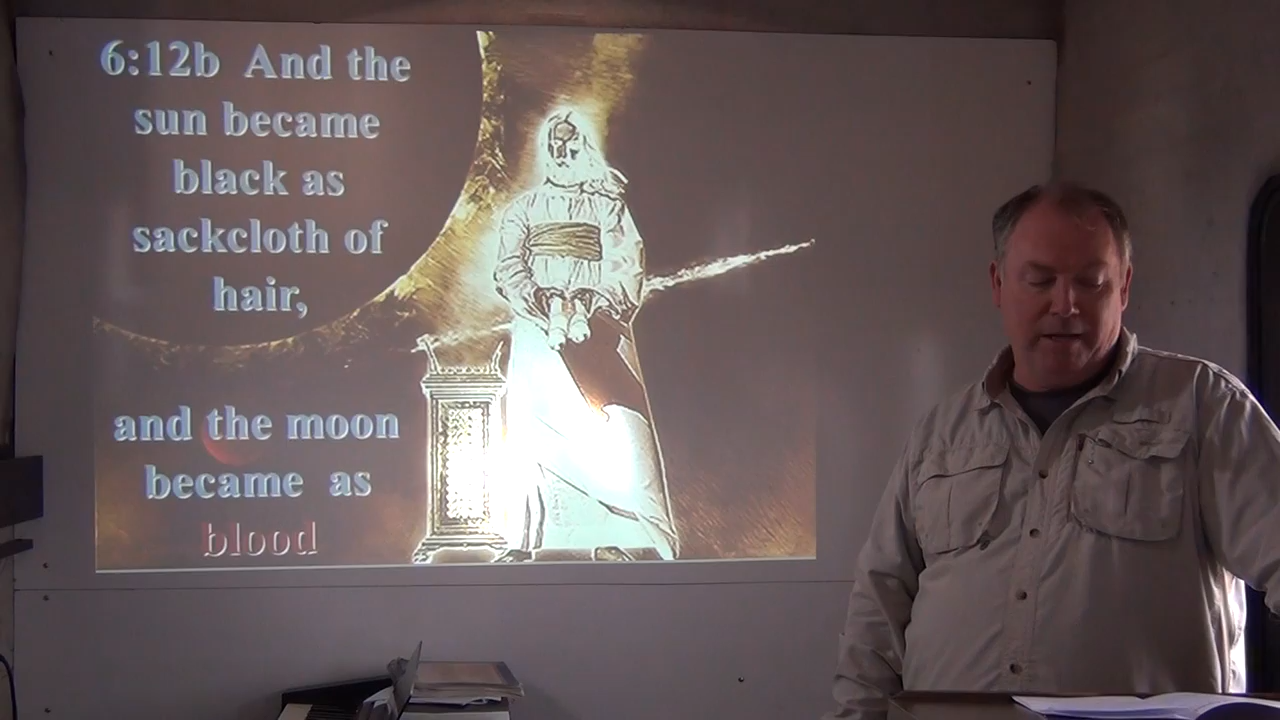 6:12b And the
sun became
black as
sackcloth of
hair,
and the moon
became as
blood